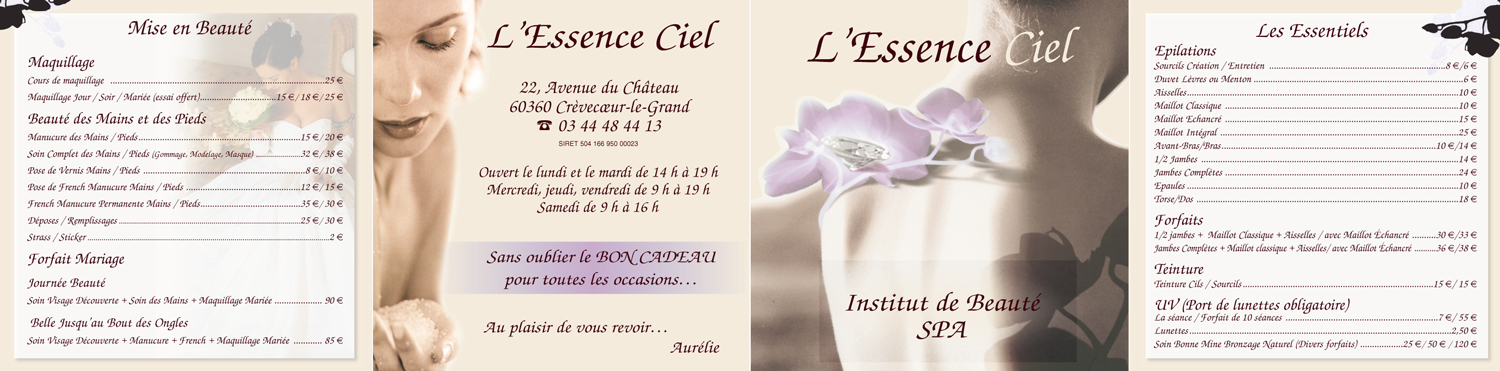 Mise en Beauté
Maquillage
Cours de maquillage ....................25 €
Maquillage Jour / Soir / Mariée (essai offert)....................15 € / 18 € / 25 €
Beauté des Mains et des Pieds
Manucure des Mains / Pieds....................15 € / 20 €
Soin Complet des Mains / Pieds (Gommage, Modelage, Masque) ....................32 € / 38 €
Pose de Vernis Mains / Pieds ....................8 € / 10 €
Pose de French Manucure Mains / Pieds ....................12 € / 15 €
French Manucure Permanente Mains / Pieds....................35 € / 30 €
Déposes / Remplissages ....................25 € / 30 €
Strass / Sticker ....................2 €
Forfait Mariage
Journée Beauté
Soin Visage Découverte + Soin des Mains + Maquillage Mariée .................... 90 €
Belle Jusqu'au Bout des Ongles
Soin Visage Découverte + Manucure + French + Maquillage Mariée .................... 85 €
L'Essence Ciel
22, Avenue du Château
60360 Crèvecœur-le-Grand
☎ 03 44 48 44 13
SIRET 504 166 950 00023
Ouvert le lundi et le mardi de 14 h à 19 h
Mercredi, jeudi, vendredi de 9 h à 19 h
Samedi de 9 h à 16 h
Sans oublier le BON CADEAU
pour toutes les occasions…
Au plaisir de vous revoir…
Aurélie
L'Essence Ciel
Institut de Beauté
SPA
Les Essentiels
Epilations
Sourcils Création / Entretien ....................8 €/6 €
Duvet Lèvres ou Menton ....................6 €
Aisselles....................10 €
Maillot Classique ....................10 €
Maillot Echancré ....................15 €
Maillot Intégral ....................25 €
Avant-Bras/Bras....................10 €/14 €
1/2 Jambes ....................14 €
Jambes Complètes ....................24 €
Epaules ....................10 €
Torse/Dos ....................18 €
Forfaits
1/2 jambes + Maillot Classique + Aisselles / avec Maillot Échancré ..........30 €/33 €
Jambes Complètes + Maillot classique + Aisselles/ avec Maillot Échancré ..........36 €/38 €
Teinture
Teinture Cils / Sourcils....................15 €/ 15 €
UV (Port de lunettes obligatoire)
La séance / Forfait de 10 séances ....................7 €/ 55 €
Lunettes....................2,50 €
Soin Bonne Mine Bronzage Naturel (Divers forfaits) ..................25 €/ 50 € / 120 €